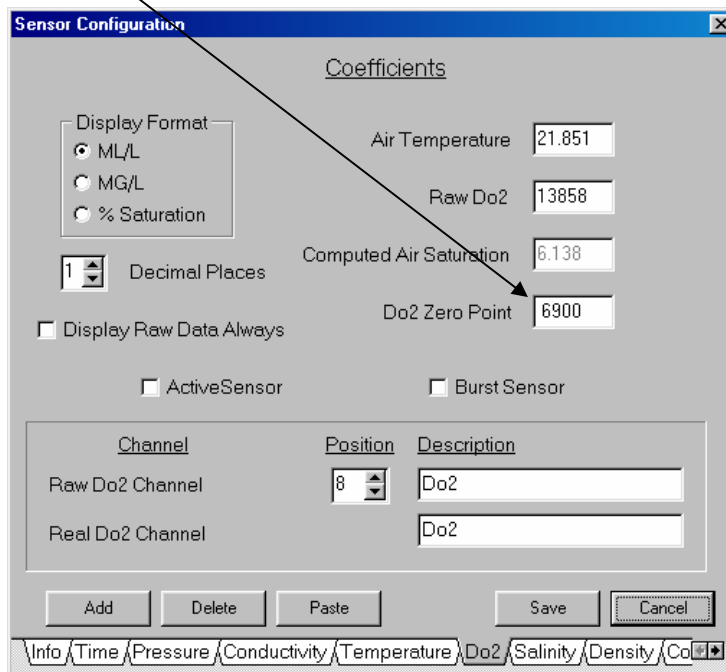 Sensor Configuration
Coefficients
Display Format
ML/L
MG/L
% Saturation
1 Decimal Places
Display Raw Data Always
Air Temperature 21.851
Raw Do2 13858
Computed Air Saturation 6.138
Do2 Zero Point 6900
ActiveSensor Burst Sensor
Channel Position Description
Raw Do2 Channel 8 Do2
Real Do2 Channel Do2
Add Delete Paste Save Cancel
Info Time Pressure Conductivity Temperature Do2 Salinity Density Co